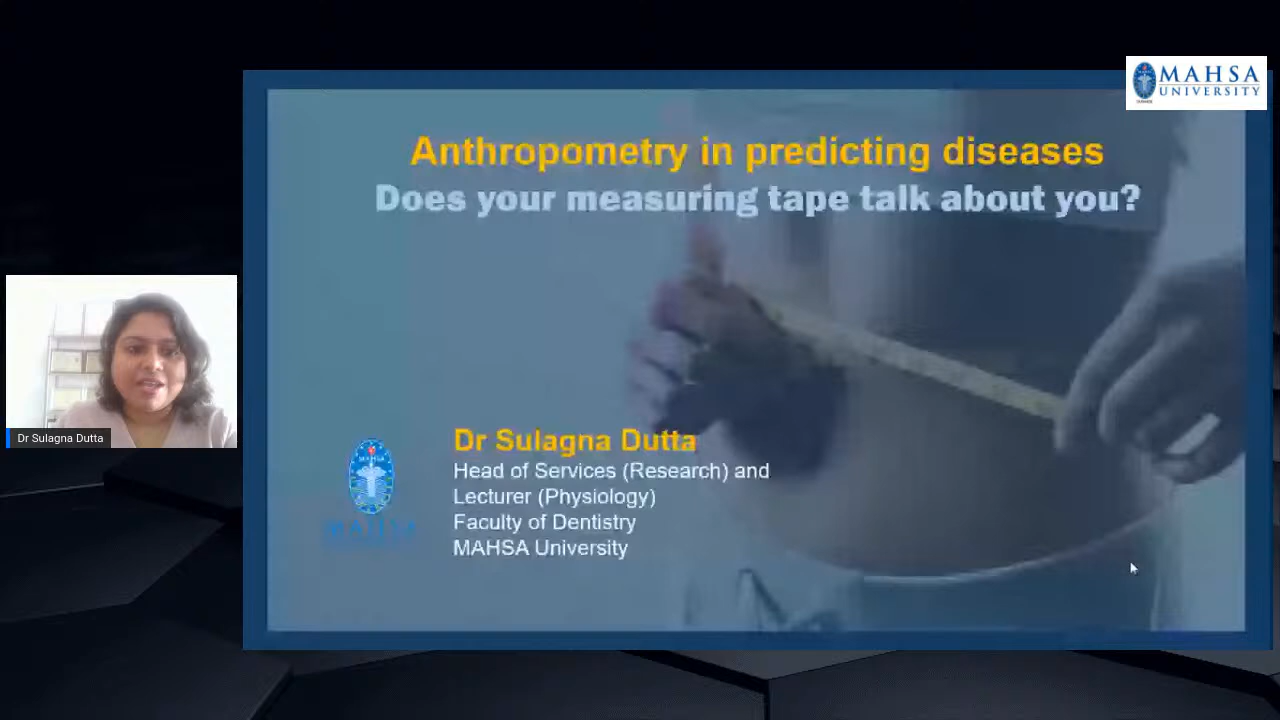 MAHSA
UNIVERSITY
Anthropometry in predicting diseases
Does your measuring tape talk about you?
Dr Sulagna Dutta
Dr Sulagna Dutta
Head of Services (Research) and
Lecturer (Physiology)
Faculty of Dentistry
MAHSA University
MAHSA